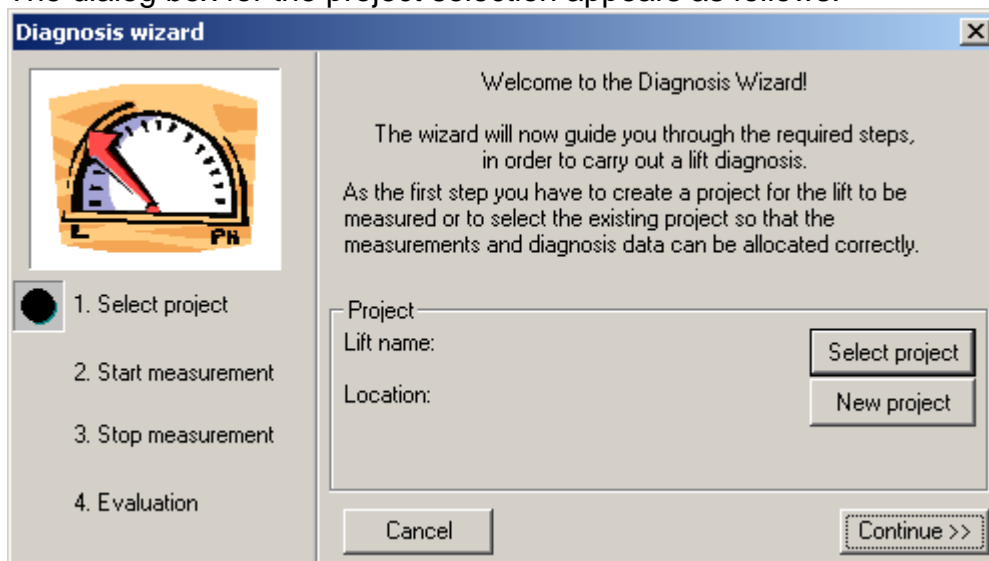 The dialog box for the project selection appears as follows:
Diagnosis wizard
Welcome to the Diagnosis Wizard!
The wizard will now guide you through the required steps,
in order to carry out a lift diagnosis.
As the first step you have to create a project for the lift to be
measured or to select the existing project so that the
measurements and diagnosis data can be allocated correctly.
L
PH
1. Select project
2. Start measurement
3. Stop measurement
4. Evaluation
Project
Lift name:
Select project
Location:
New project
Cancel
Continue >>